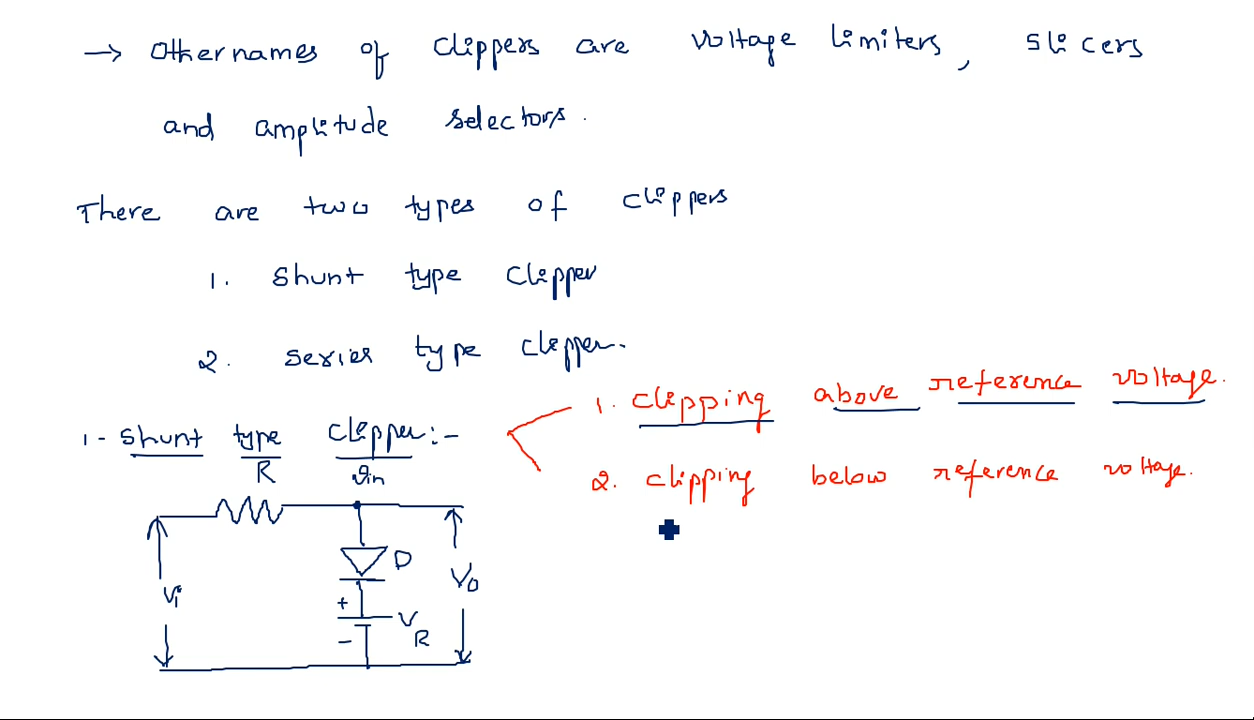 → Other names of clippers are voltage limiters, slicers
and amplitude selectors.
There are two types of clippers
1. Shunt type Clipper
2. Series type clipper.
1. clipping above reference voltage.
1- Shunt type clipper:-
2. clipping below reference voltage.
R
Vin
D
Vi
Vo
+
VR
-